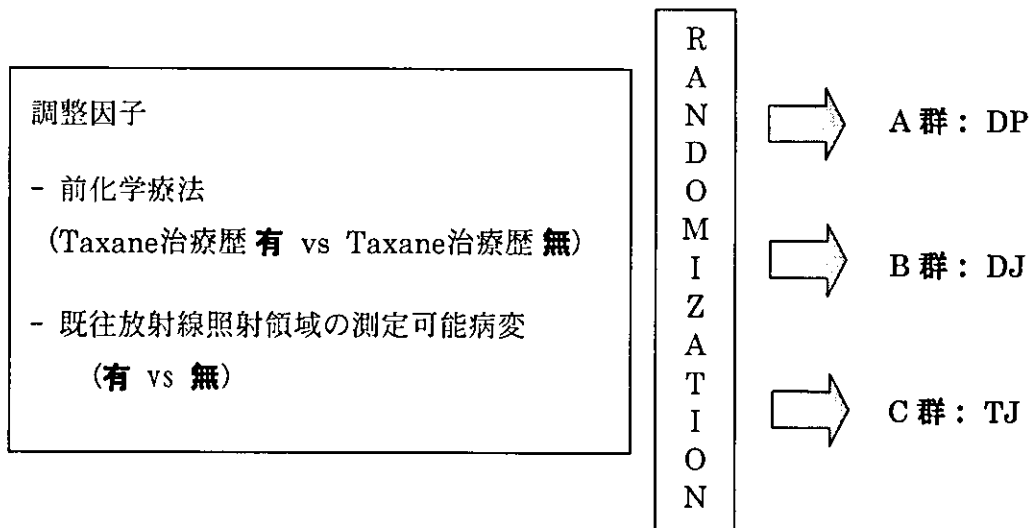 調整因子
- 前化学療法
(Taxane治療歴 有 vs Taxane治療歴 無)
- 既往放射線照射領域の測定可能病変
(有 vs 無)
RANDOMIZATION
A 群： DP
B 群： DJ
C 群： TJ